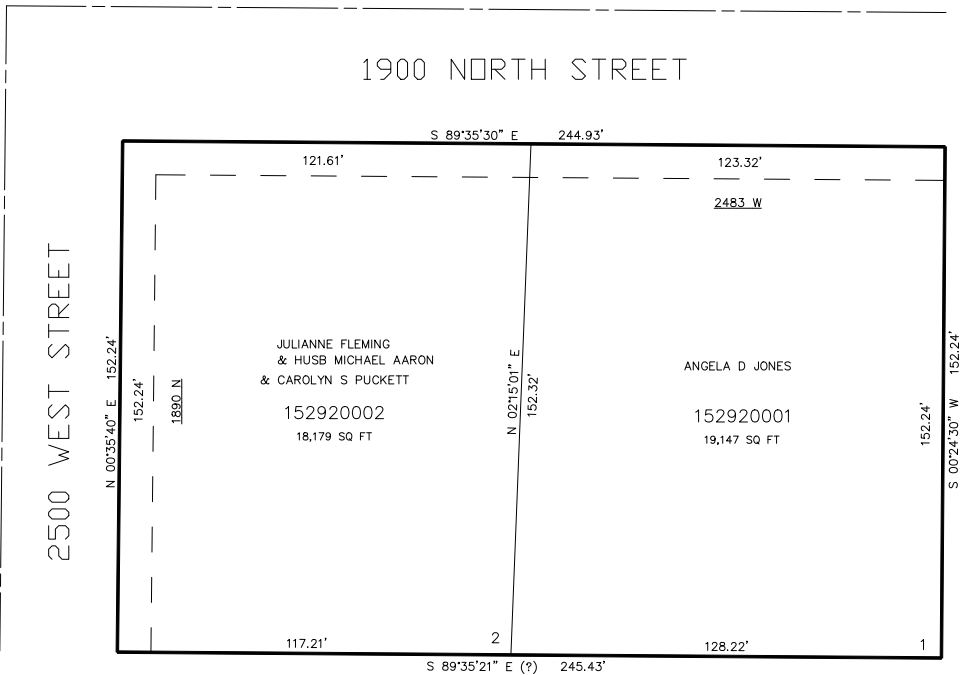 1900 NORTH STREET
S 89°35'30" E 244.93'
121.61'
123.32'
2483 W
2500 WEST STREET
N 00°35'40" E 152.24'
152.24'
1890 N
JULIANNE FLEMING
& HUSB MICHAEL AARON
& CAROLYN S PUCKETT
152920002
18,179 SQ FT
N 02°15'01" E
152.32'
ANGELA D JONES
152920001
19,147 SQ FT
152.24'
S 00°24'30" W 152.24'
117.21'
2
128.22'
1
S 89°35'21" E (?) 245.43'